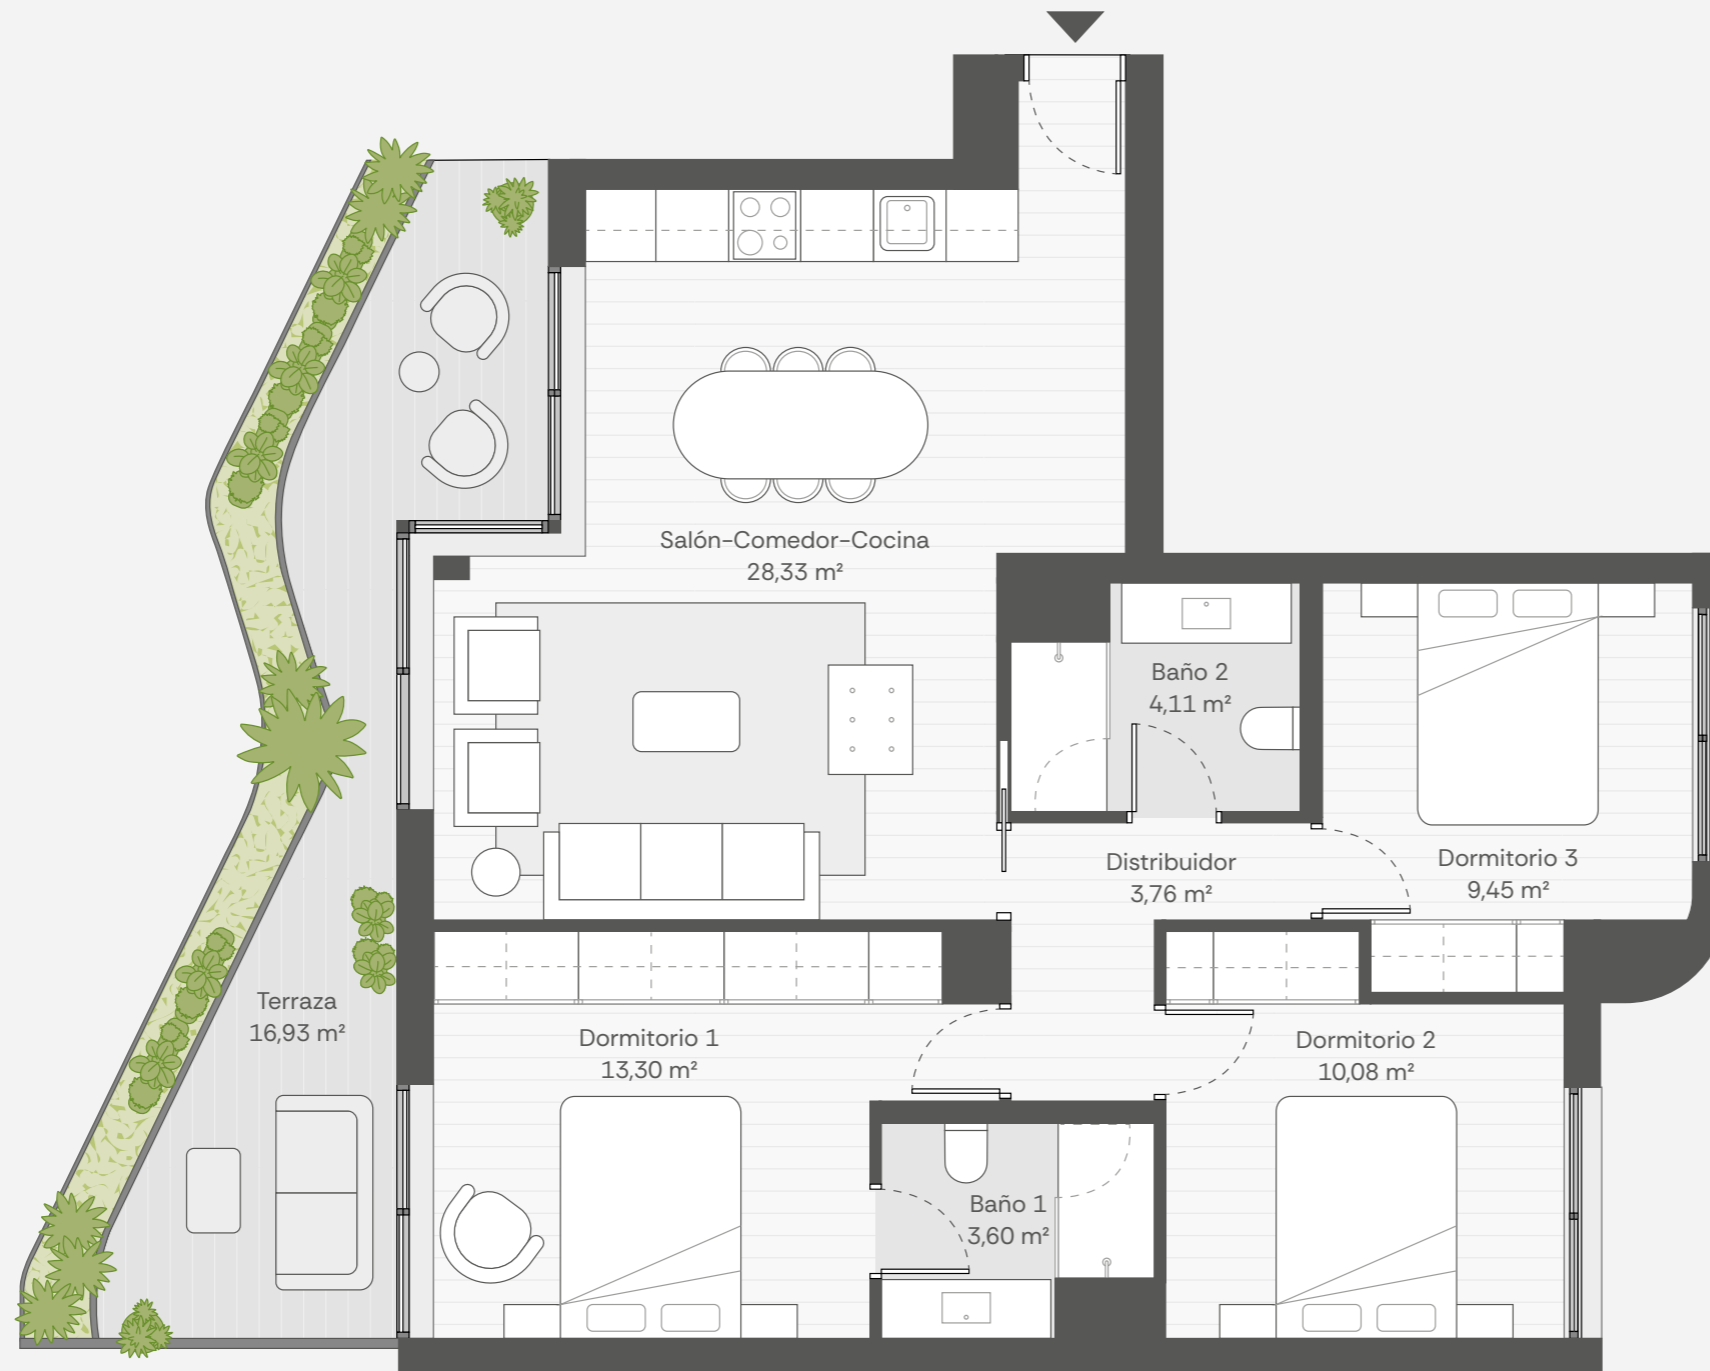 Salón-Comedor-Cocina
28,33 m²
Baño 2
4,11 m²
Distribuidor
3,76 m²
Dormitorio 3
9,45 m²
Terraza
16,93 m²
Dormitorio 1
13,30 m²
Dormitorio 2
10,08 m²
Baño 1
3,60 m²